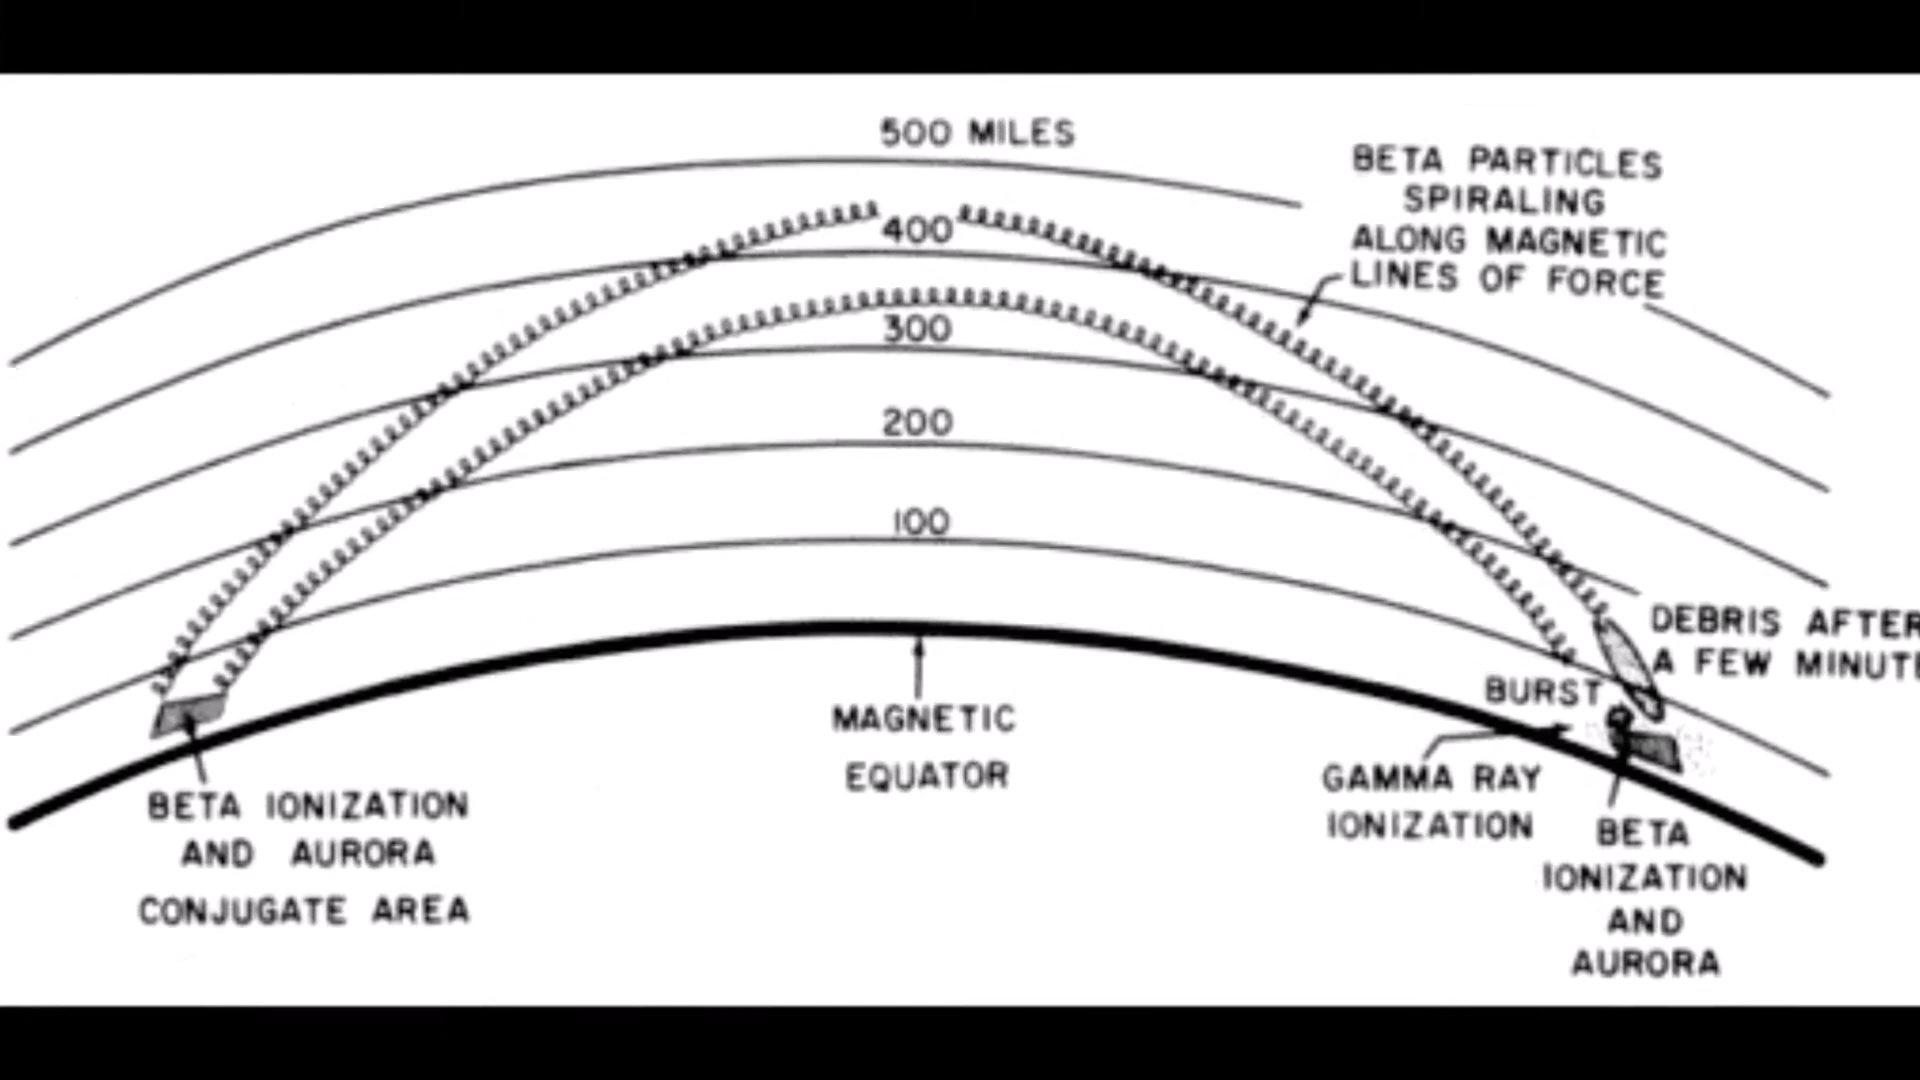 500 MILES
BETA PARTICLES
SPIRALING
ALONG MAGNETIC
LINES OF FORCE
400
300
200
100
DEBRIS AFTER
A FEW MINUTE
BURST
MAGNETIC
EQUATOR
GAMMA RAY
IONIZATION
BETA IONIZATION
AND AURORA
CONJUGATE AREA
BETA
IONIZATION
AND
AURORA